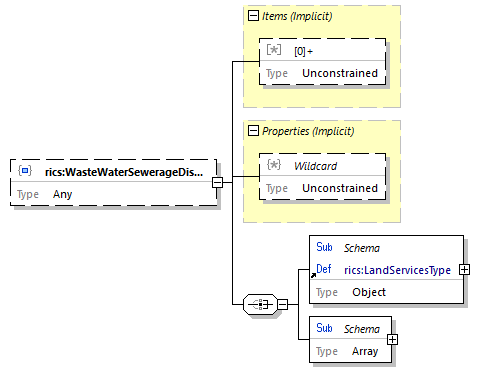 Items (Implicit)
[0]+
Type Unconstrained
Properties (Implicit)
Wildcard
Type Unconstrained
rics:WasteWaterSewerageDis...
Type Any
Sub Schema
Def rics:LandServicesType
Type Object
Sub Schema
Type Array